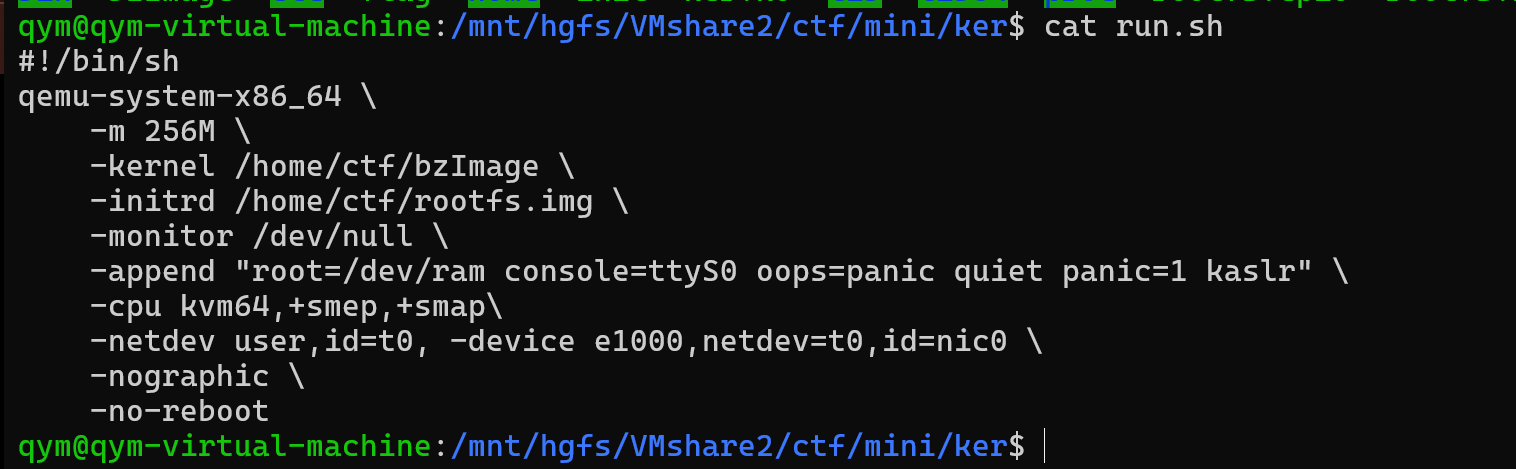 qym@qym-virtual-machine:/mnt/hgfs/VMshare2/ctf/mini/ker$ cat run.sh
#!/bin/sh
qemu-system-x86_64 \
    -m 256M \
    -kernel /home/ctf/bzImage \
    -initrd /home/ctf/rootfs.img \
    -monitor /dev/null \
    -append "root=/dev/ram console=ttyS0 oops=panic quiet panic=1 kaslr" \
    -cpu kvm64,+smep,+smap\
    -netdev user,id=t0, -device e1000,netdev=t0,id=nic0 \
    -nographic \
    -no-reboot
qym@qym-virtual-machine:/mnt/hgfs/VMshare2/ctf/mini/ker$